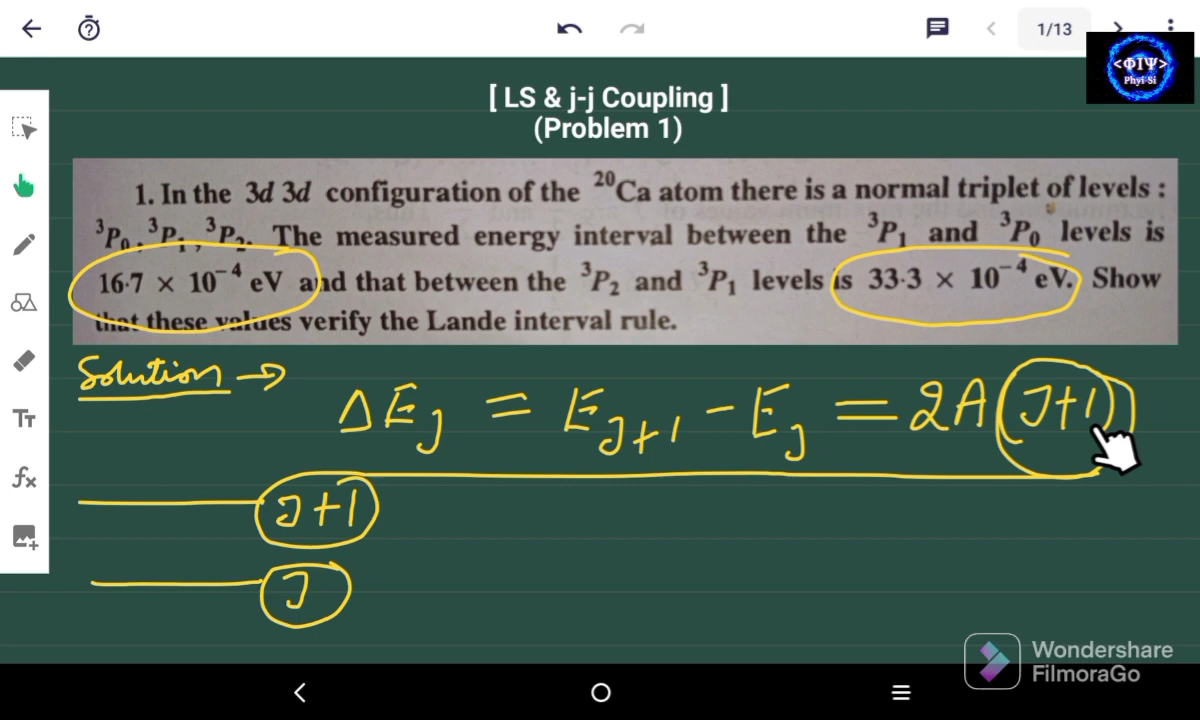 1/13
<ΦΙΨ>
Phyi Si
[ LS & j-j Coupling ]
(Problem 1)
1. In the 3d 3d configuration of the ²⁰Ca atom there is a normal triplet of levels :
³P₀, ³P₁, ³P₂. The measured energy interval between the ³P₁ and ³P₀ levels is
16·7 × 10⁻⁴ eV and that between the ³P₂ and ³P₁ levels is 33·3 × 10⁻⁴ eV. Show
that these values verify the Lande interval rule.
Solution →
ΔE_J = E_J+1 - E_J = 2A(J+1)
J+1
J
Tт
fx
Wondershare
FilmoraGo